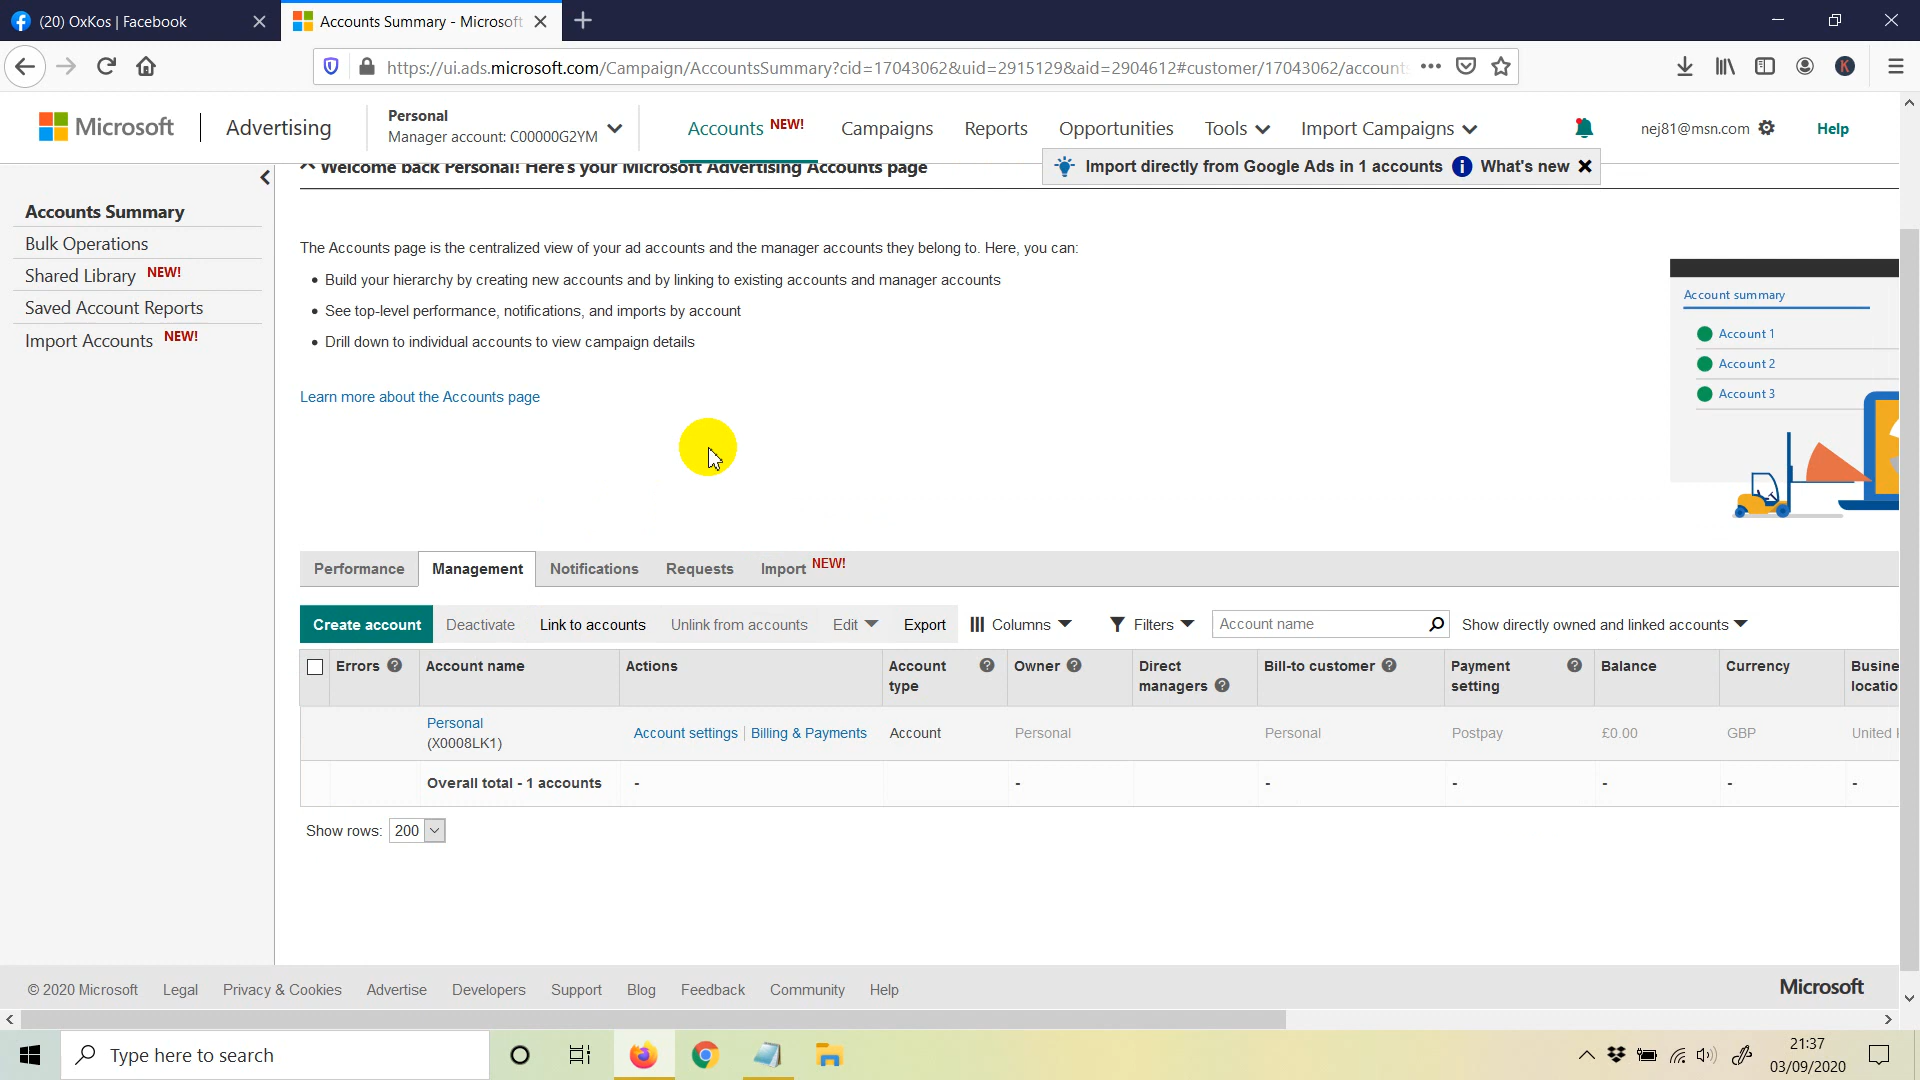 (20) OxKos | Facebook
Accounts Summary - Microsoft
https://ui.ads.microsoft.com/Campaign/AccountsSummary?cid=17043062&uid=2915129&aid=2904612#customer/17043062/account
Microsoft
Advertising
Personal
Manager account: C00000G2YM
Accounts NEW!
Campaigns
Reports
Opportunities
Tools
Import Campaigns
nej81@msn.com
Help
Welcome back Personal! Here's your Microsoft Advertising Accounts page
Import directly from Google Ads in 1 accounts
What's new
Accounts Summary
Bulk Operations
Shared Library NEW!
Saved Account Reports
Import Accounts NEW!
The Accounts page is the centralized view of your ad accounts and the manager accounts they belong to. Here, you can:
• Build your hierarchy by creating new accounts and by linking to existing accounts and manager accounts
• See top-level performance, notifications, and imports by account
• Drill down to individual accounts to view campaign details
Learn more about the Accounts page
Account summary
Account 1
Account 2
Account 3
Performance
Management
Notifications
Requests
Import NEW!
Create account
Deactivate
Link to accounts
Unlink from accounts
Edit
Export
Columns
Filters
Account name
Show directly owned and linked accounts
Errors
Account name
Actions
Account type
Owner
Direct managers
Bill-to customer
Payment setting
Balance
Currency
Busine
locatio
Personal
(X0008LK1)
Account settings | Billing & Payments
Account
Personal
Personal
Postpay
£0.00
GBP
United
Overall total - 1 accounts
-
-
-
-
-
-
-
Show rows: 200
© 2020 Microsoft
Legal
Privacy & Cookies
Advertise
Developers
Support
Blog
Feedback
Community
Help
Microsoft
Type here to search
21:37
03/09/2020
K